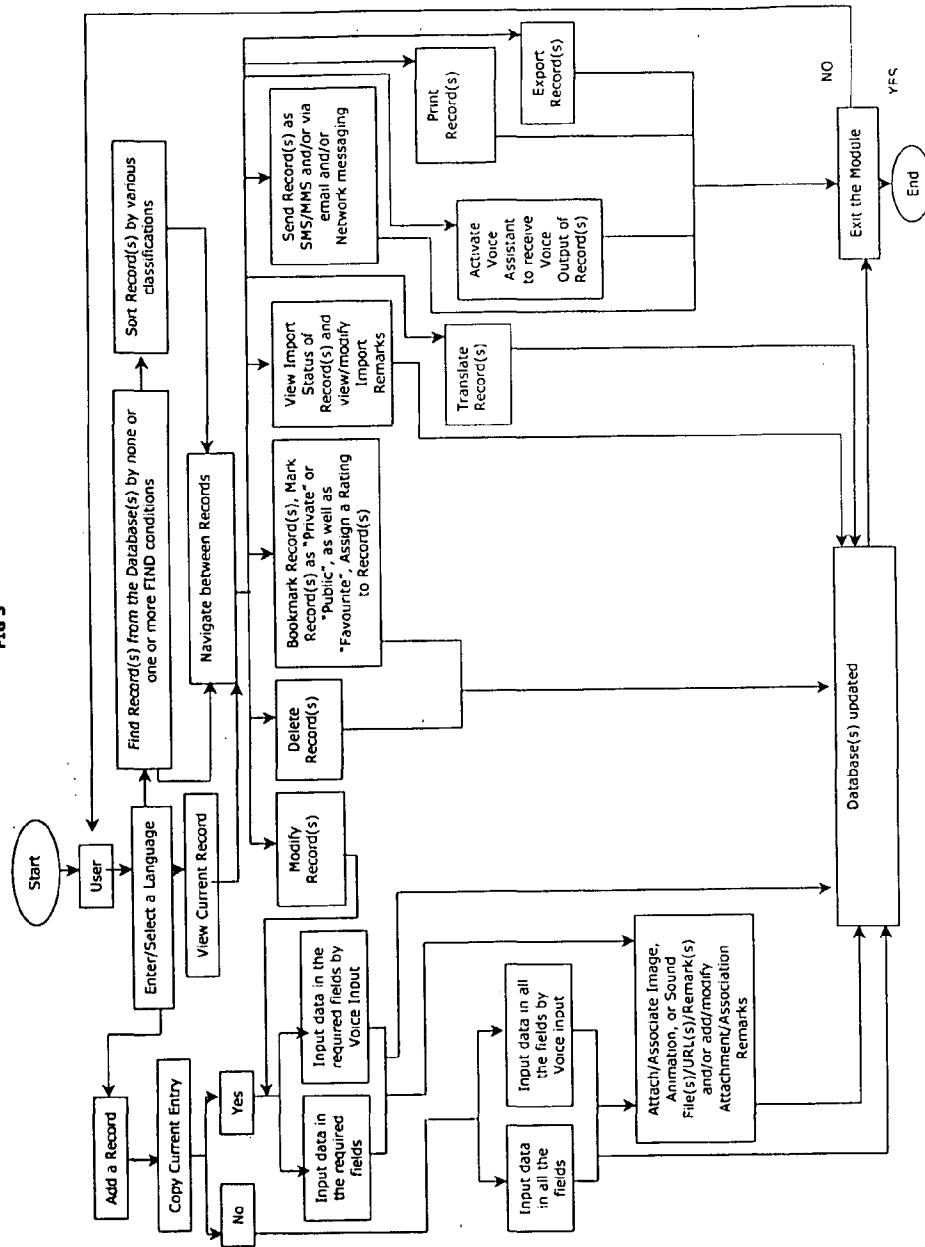 FIG 3
Start
User
Enter/Select a Language
Add a Record
Copy Current Entry
No
Yes
View Current Record
Find Record(s) from the Database(s) by none or
one or more FIND conditions
Sort Record(s) by various
classifications
Navigate between Records
Modify
Record(s)
Delete
Record(s)
Bookmark Record(s), Mark
Record(s) as "Private" or
"Public", as well as
"Favourite", Assign a Rating
to Record(s)
View Import
Status of
Record(s) and
view/modify
Import
Remarks
Translate
Record(s)
Send Record(s) as
SMS/MMS and/or via
email and/or
Network messaging
Activate
Voice
Assistant
to receive
Voice
Output of
Record(s)
Print
Record(s)
Export
Record(s)
Input data in
the required
fields
Input data in the
required fields by
Voice Input
Input data
in all the
fields
Input data in all
the fields by
Voice input
Attach/Associate Image,
Animation, or Sound
File(s)/URL(s)/Remark(s)
and/or add/modify
Attachment/Association
Remarks
Database(s) updated
Exit the Module
NO
YES
End